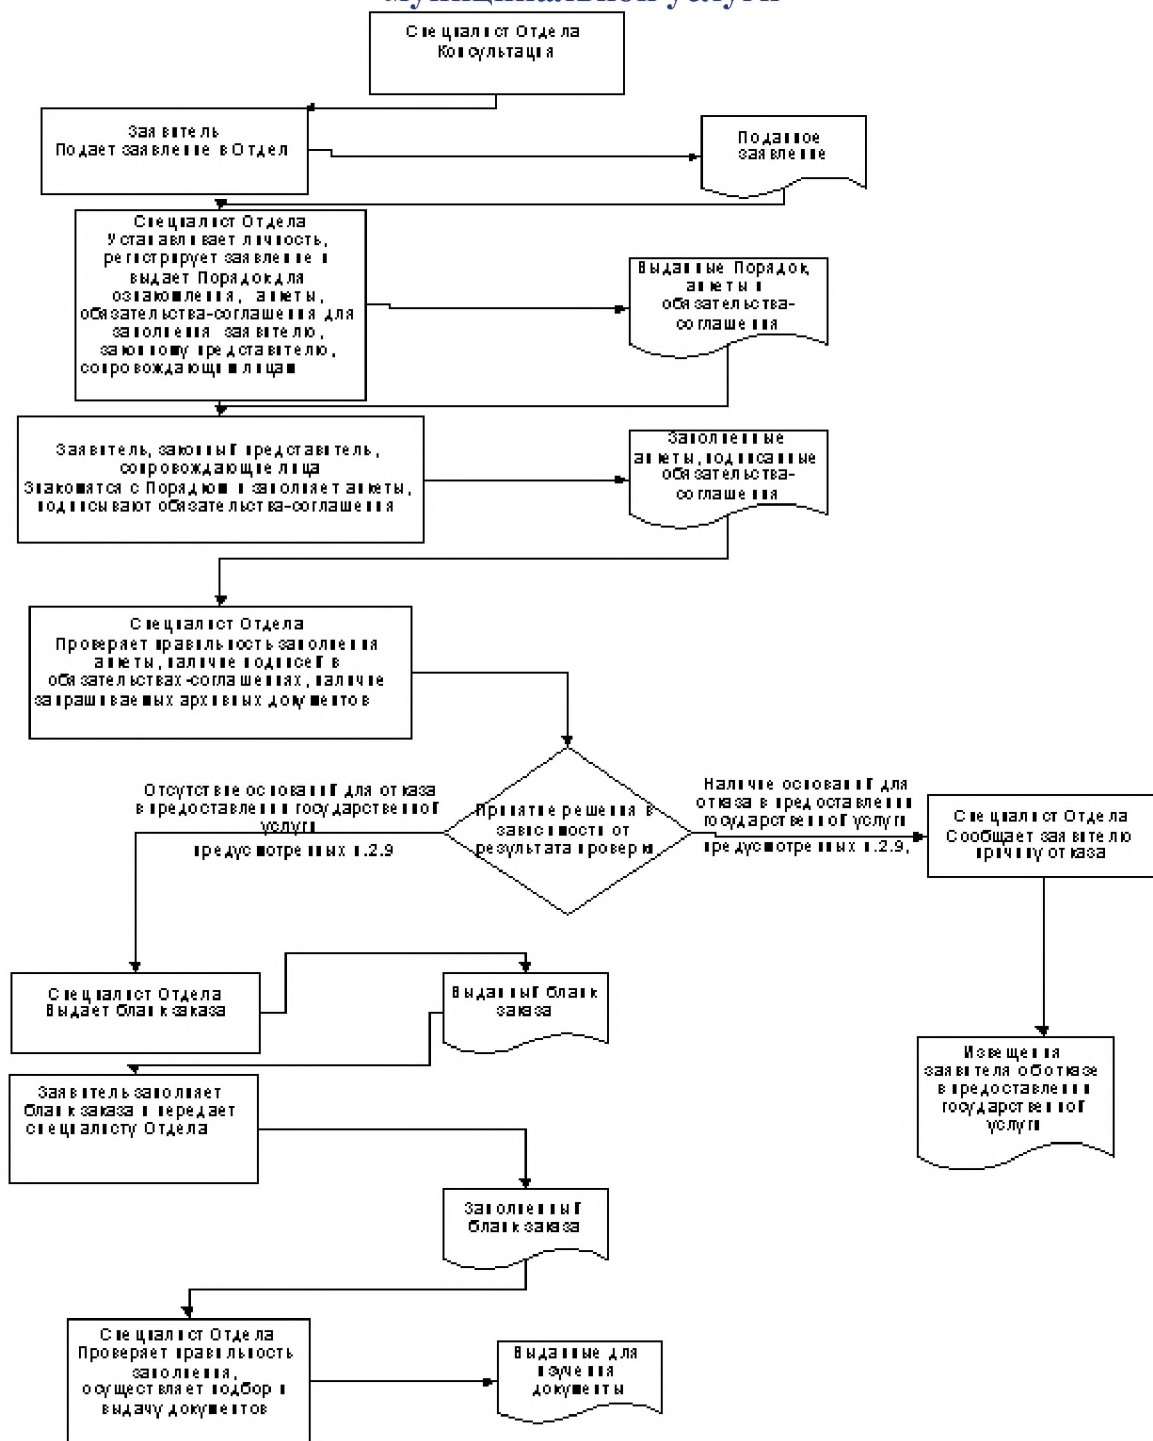 муниципальной услуги
Специалист Отдела
Консультация
Заявитель
Подает заявление в Отдел
Поданное
заявление
Специалист Отдела
Устанавливает личность,
регистрирует заявление и
выдает Порядок для
ознакомления, анкеты,
обязательства-соглашения для
заполнения заявителю,
законному представителю,
сопровождающим лицам
Выданные Порядок,
анкеты и
обязательства-
соглашения
Заявитель, законный представитель,
сопровождающие лица
Знакомятся с Порядком и заполняет анкеты,
подписывают обязательства-соглашения
Заполненные
анкеты, подписанные
обязательства-
соглашения
Специалист Отдела
Проверяет правильность заполнения
анкеты, наличие подписей в
обязательствах-соглашениях, наличие
запрашиваемых архивных документов
Отсутствие оснований для отказа
в предоставлении государственной
услуги
предусмотренных п.2.9
Принятие решения в
зависимости от
результата проверки
Наличие оснований для
отказа в предоставлении
государственной услуги
предусмотренных п.2.9,
Специалист Отдела
Сообщает заявителю
причину отказа
Специалист Отдела
Выдает бланк заказа
Выданный бланк
заказа
Извещения
заявителя об отказе
в предоставлении
государственной
услуги
Заявитель заполняет
бланк заказа и передает
специалисту Отдела
Заполненный
бланк заказа
Специалист Отдела
Проверяет правильность
заполнения,
осуществляет подбор и
выдачу документов
Выданные для
изучения
документы